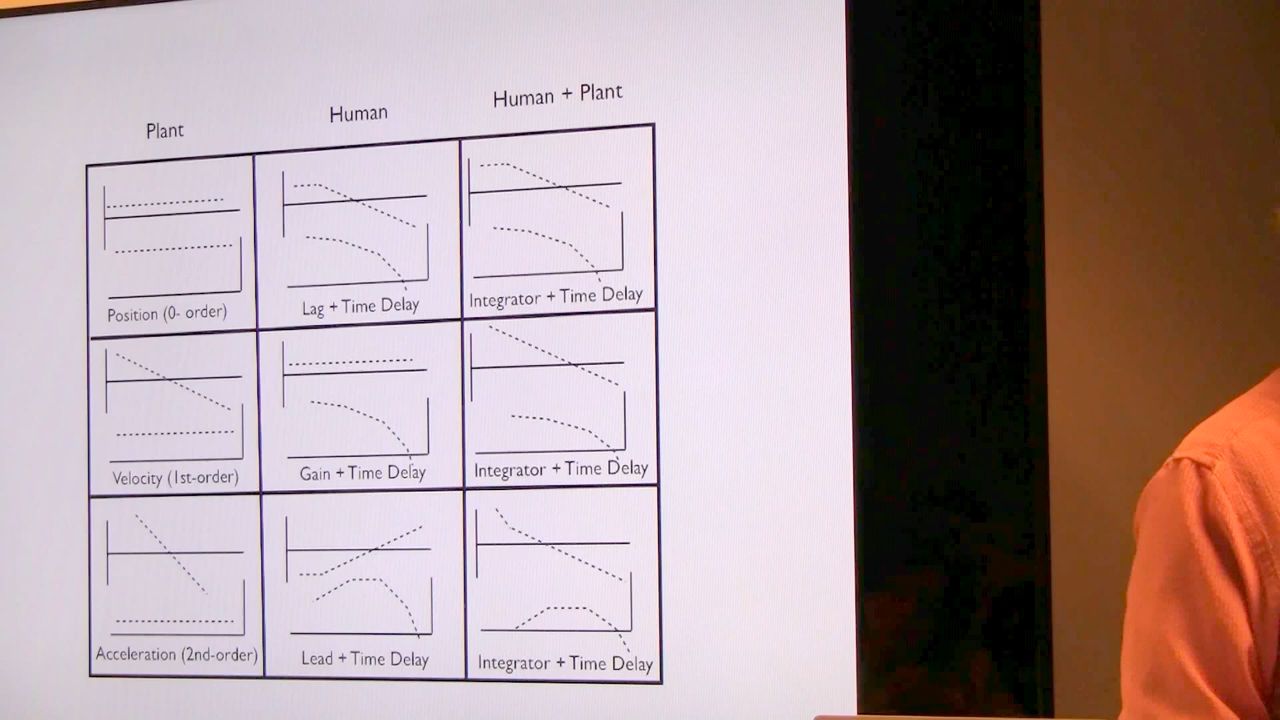 Plant
Human
Human + Plant
Position (0- order)
Lag + Time Delay
Integrator + Time Delay
Velocity (1st-order)
Gain + Time Delay
Integrator + Time Delay
Acceleration (2nd-order)
Lead + Time Delay
Integrator + Time Delay